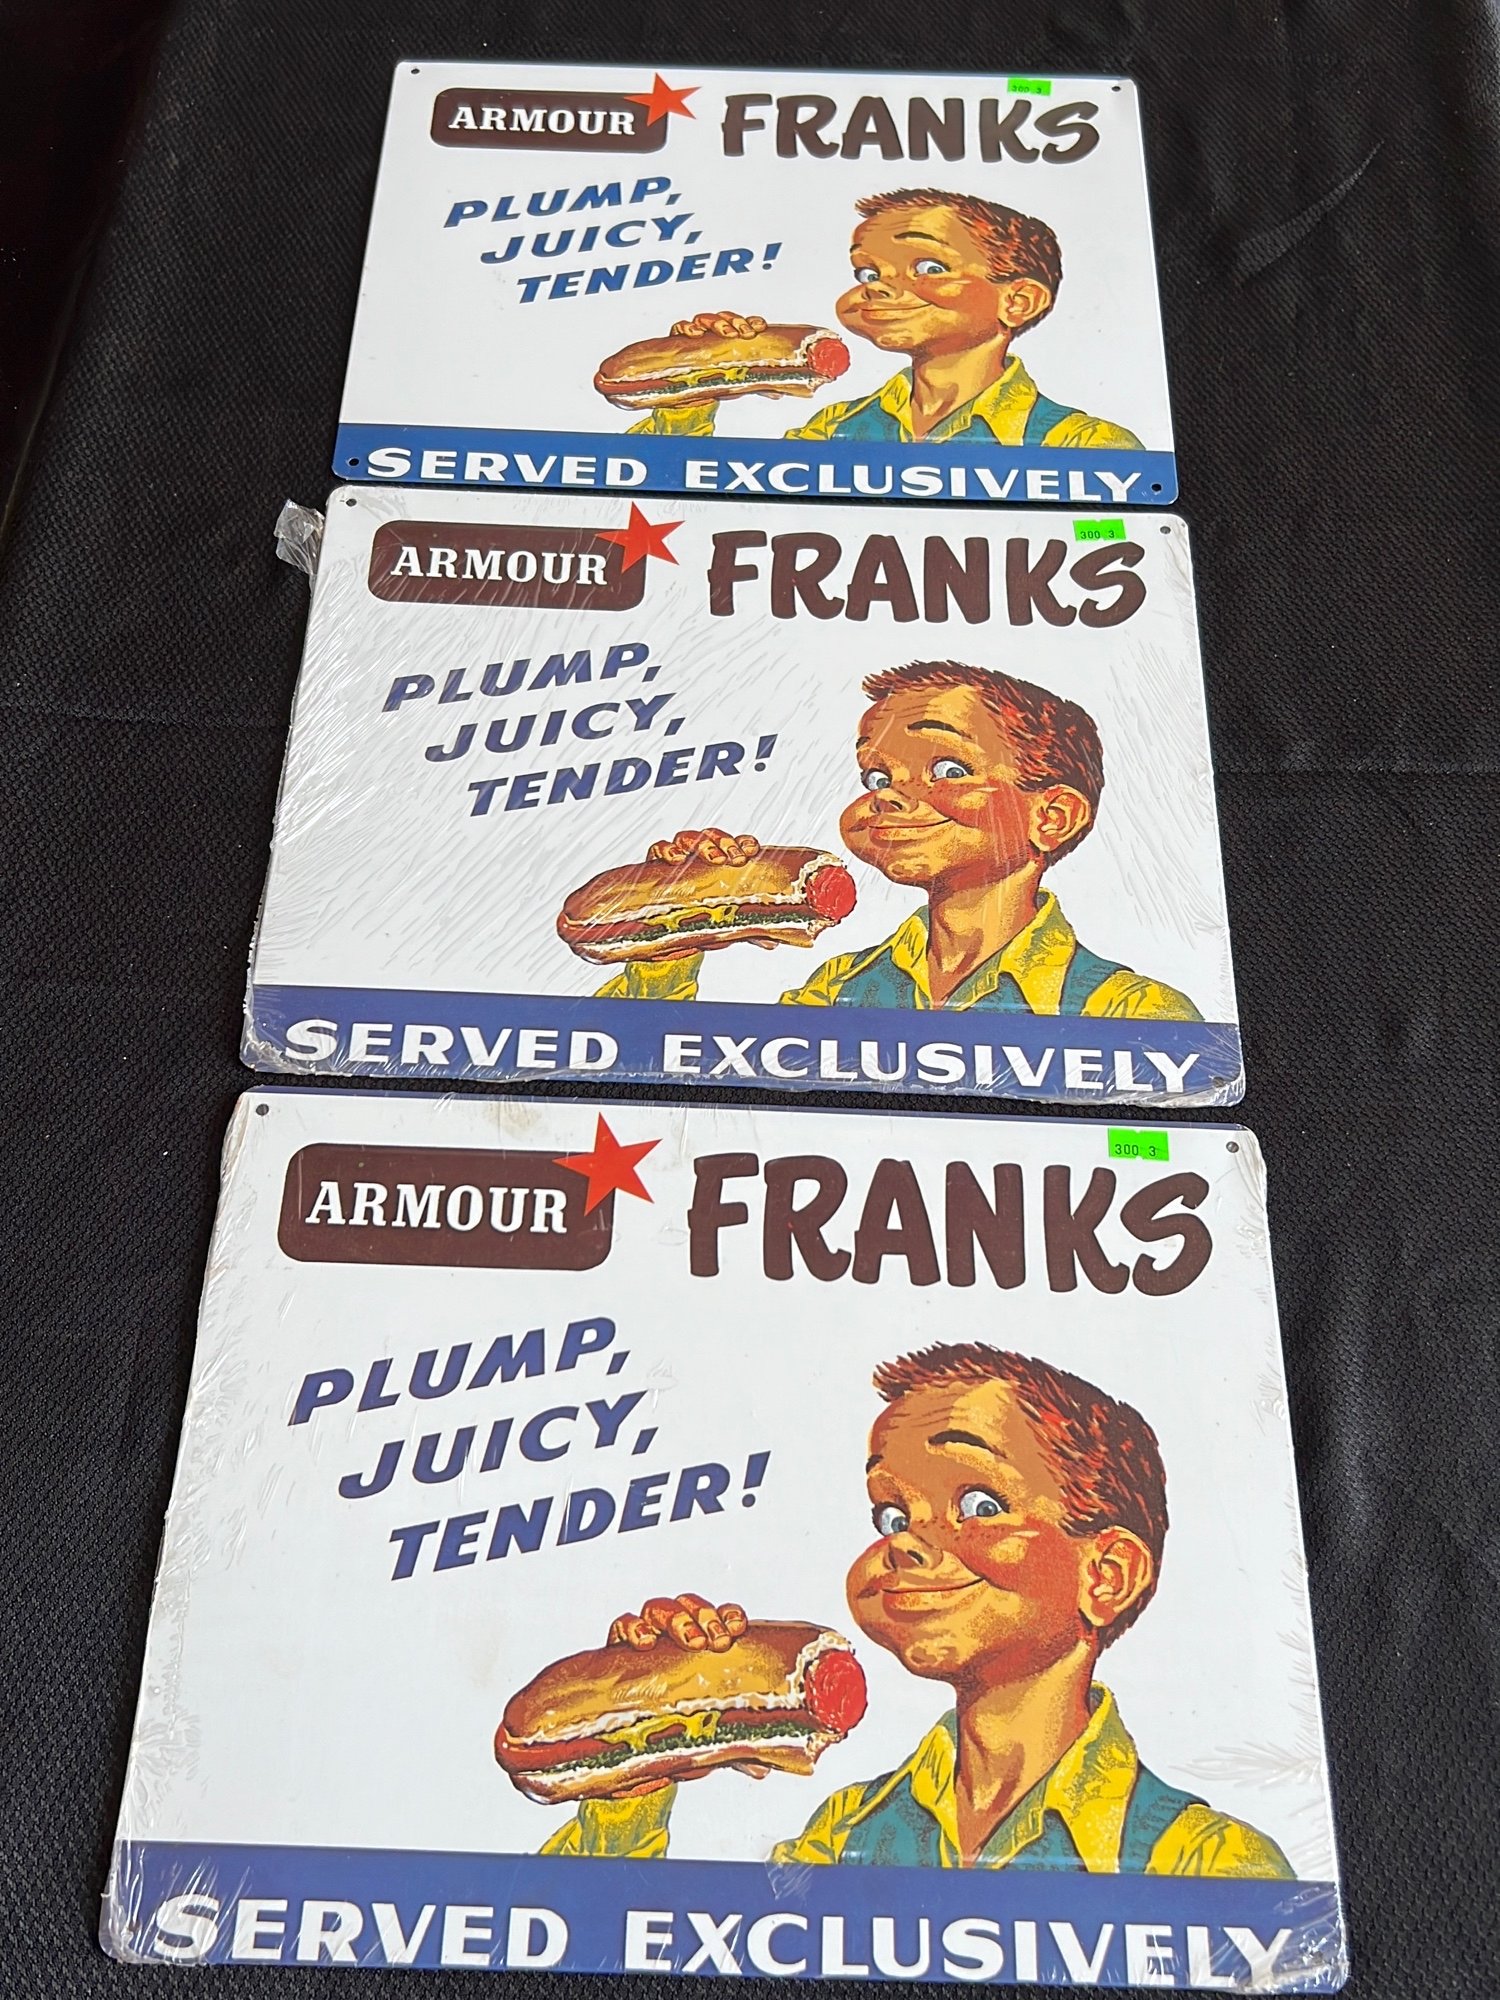 ARMOUR FRANKS
300 3
PLUMP,
JUICY,
TENDER!
SERVED EXCLUSIVELY
ARMOUR FRANKS
300 3
PLUMP,
JUICY,
TENDER!
SERVED EXCLUSIVELY
ARMOUR FRANKS
300 3
PLUMP,
JUICY,
TENDER!
SERVED EXCLUSIVELY